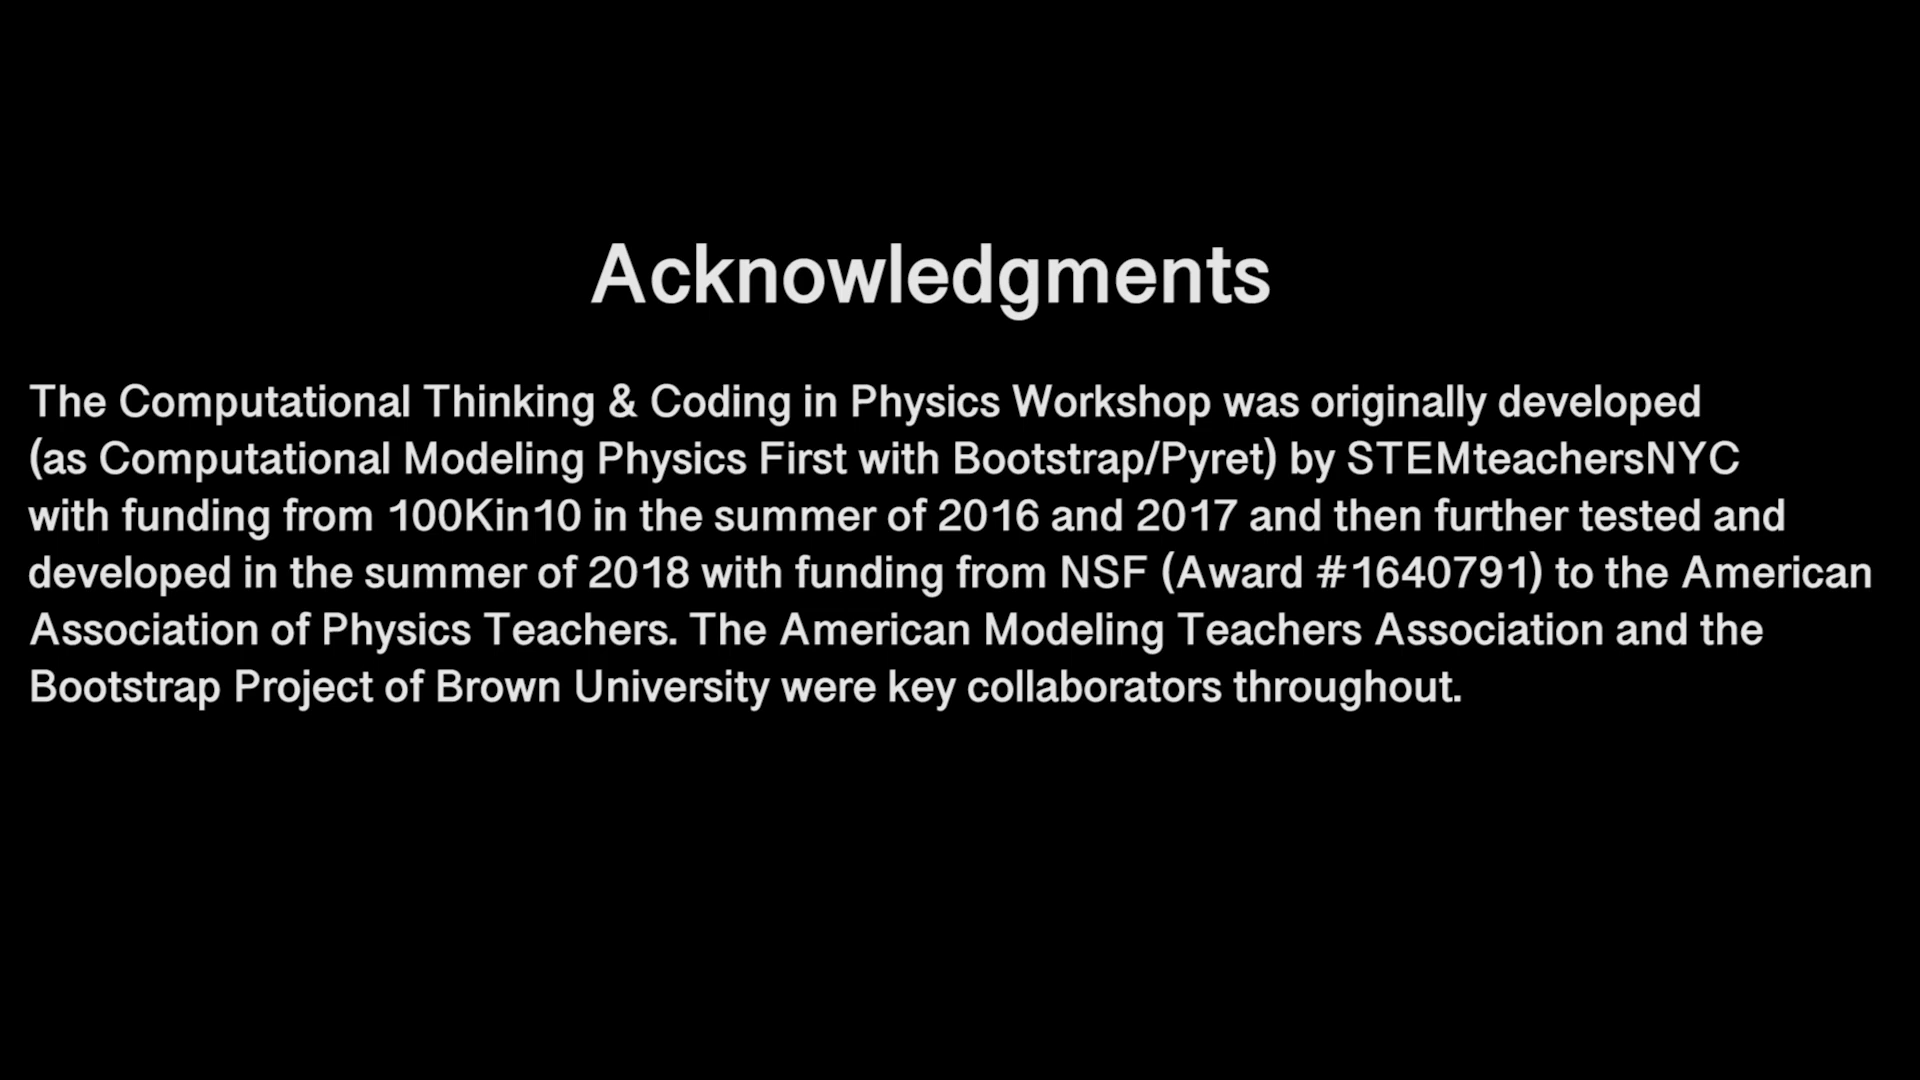 Acknowledgments
The Computational Thinking & Coding in Physics Workshop was originally developed
(as Computational Modeling Physics First with Bootstrap/Pyret) by STEMteachersNYC
with funding from 100Kin10 in the summer of 2016 and 2017 and then further tested and
developed in the summer of 2018 with funding from NSF (Award #1640791) to the American
Association of Physics Teachers. The American Modeling Teachers Association and the
Bootstrap Project of Brown University were key collaborators throughout.